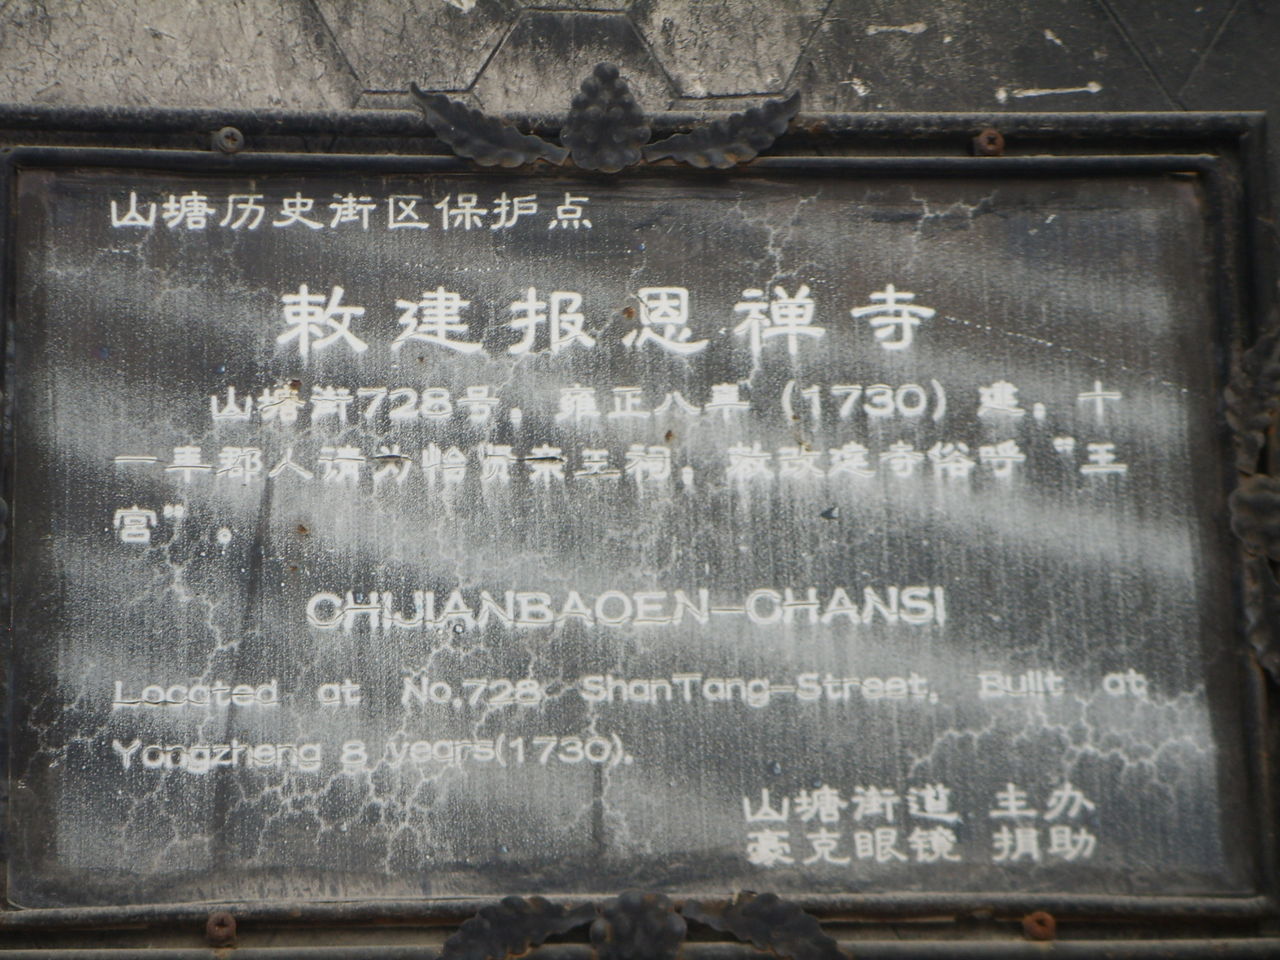 山塘历史街区保护点
敕建报恩禅寺
山塘街728号，雍正八年（1730）建，十
一年郡人请为怡贤亲王祠，敕改建寺俗呼“王
宫”。
CHIJIANBAOEN-CHANSI
Located at No,728 ShanTang-Street, Built at
Yongzheng 8 years(1730).
山塘街道 主办
豪克眼镜 捐助